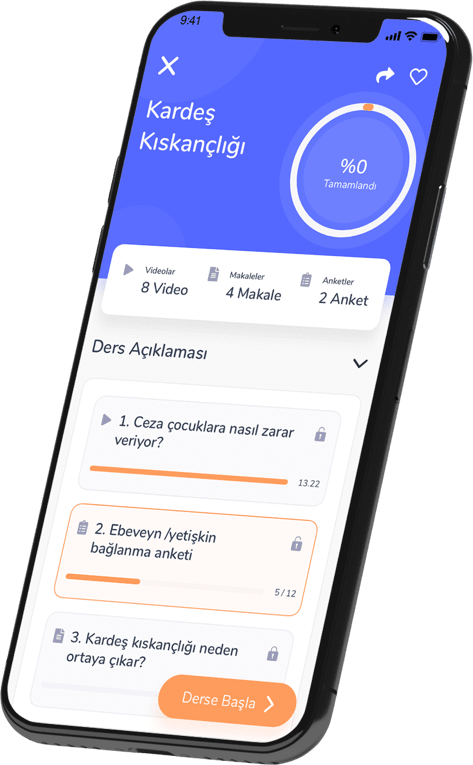 9:41
Kardeş
Kıskançlığı
%0
Tamamlandı
Videolar
8 Video
Makaleler
4 Makale
Anketler
2 Anket
Ders Açıklaması
1. Ceza çocuklara nasıl zarar
veriyor?
13.22
2. Ebeveyn /yetişkin
bağlanma anketi
5 / 12
3. Kardeş kıskançlığı neden
ortaya çıkar?
Derse Başla